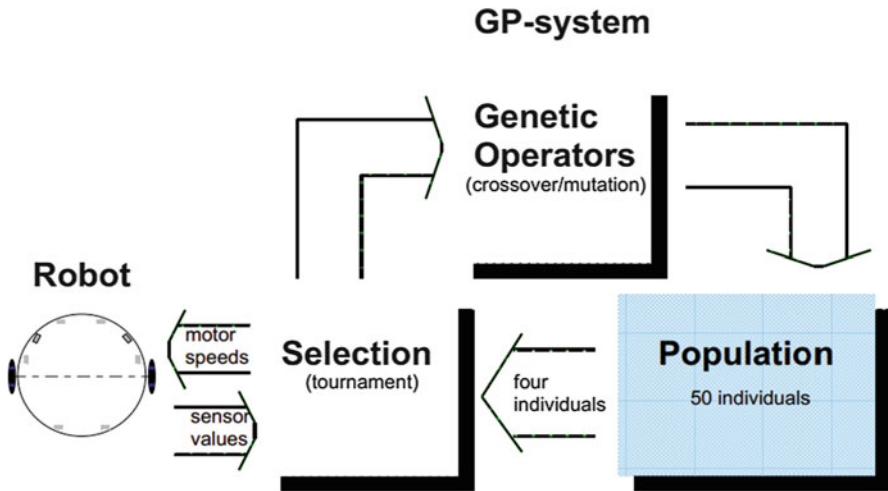 GP-system
Genetic
Operators
(crossover/mutation)
Robot
motor
speeds
sensor
values
Selection
(tournament)
four
individuals
Population
50 individuals